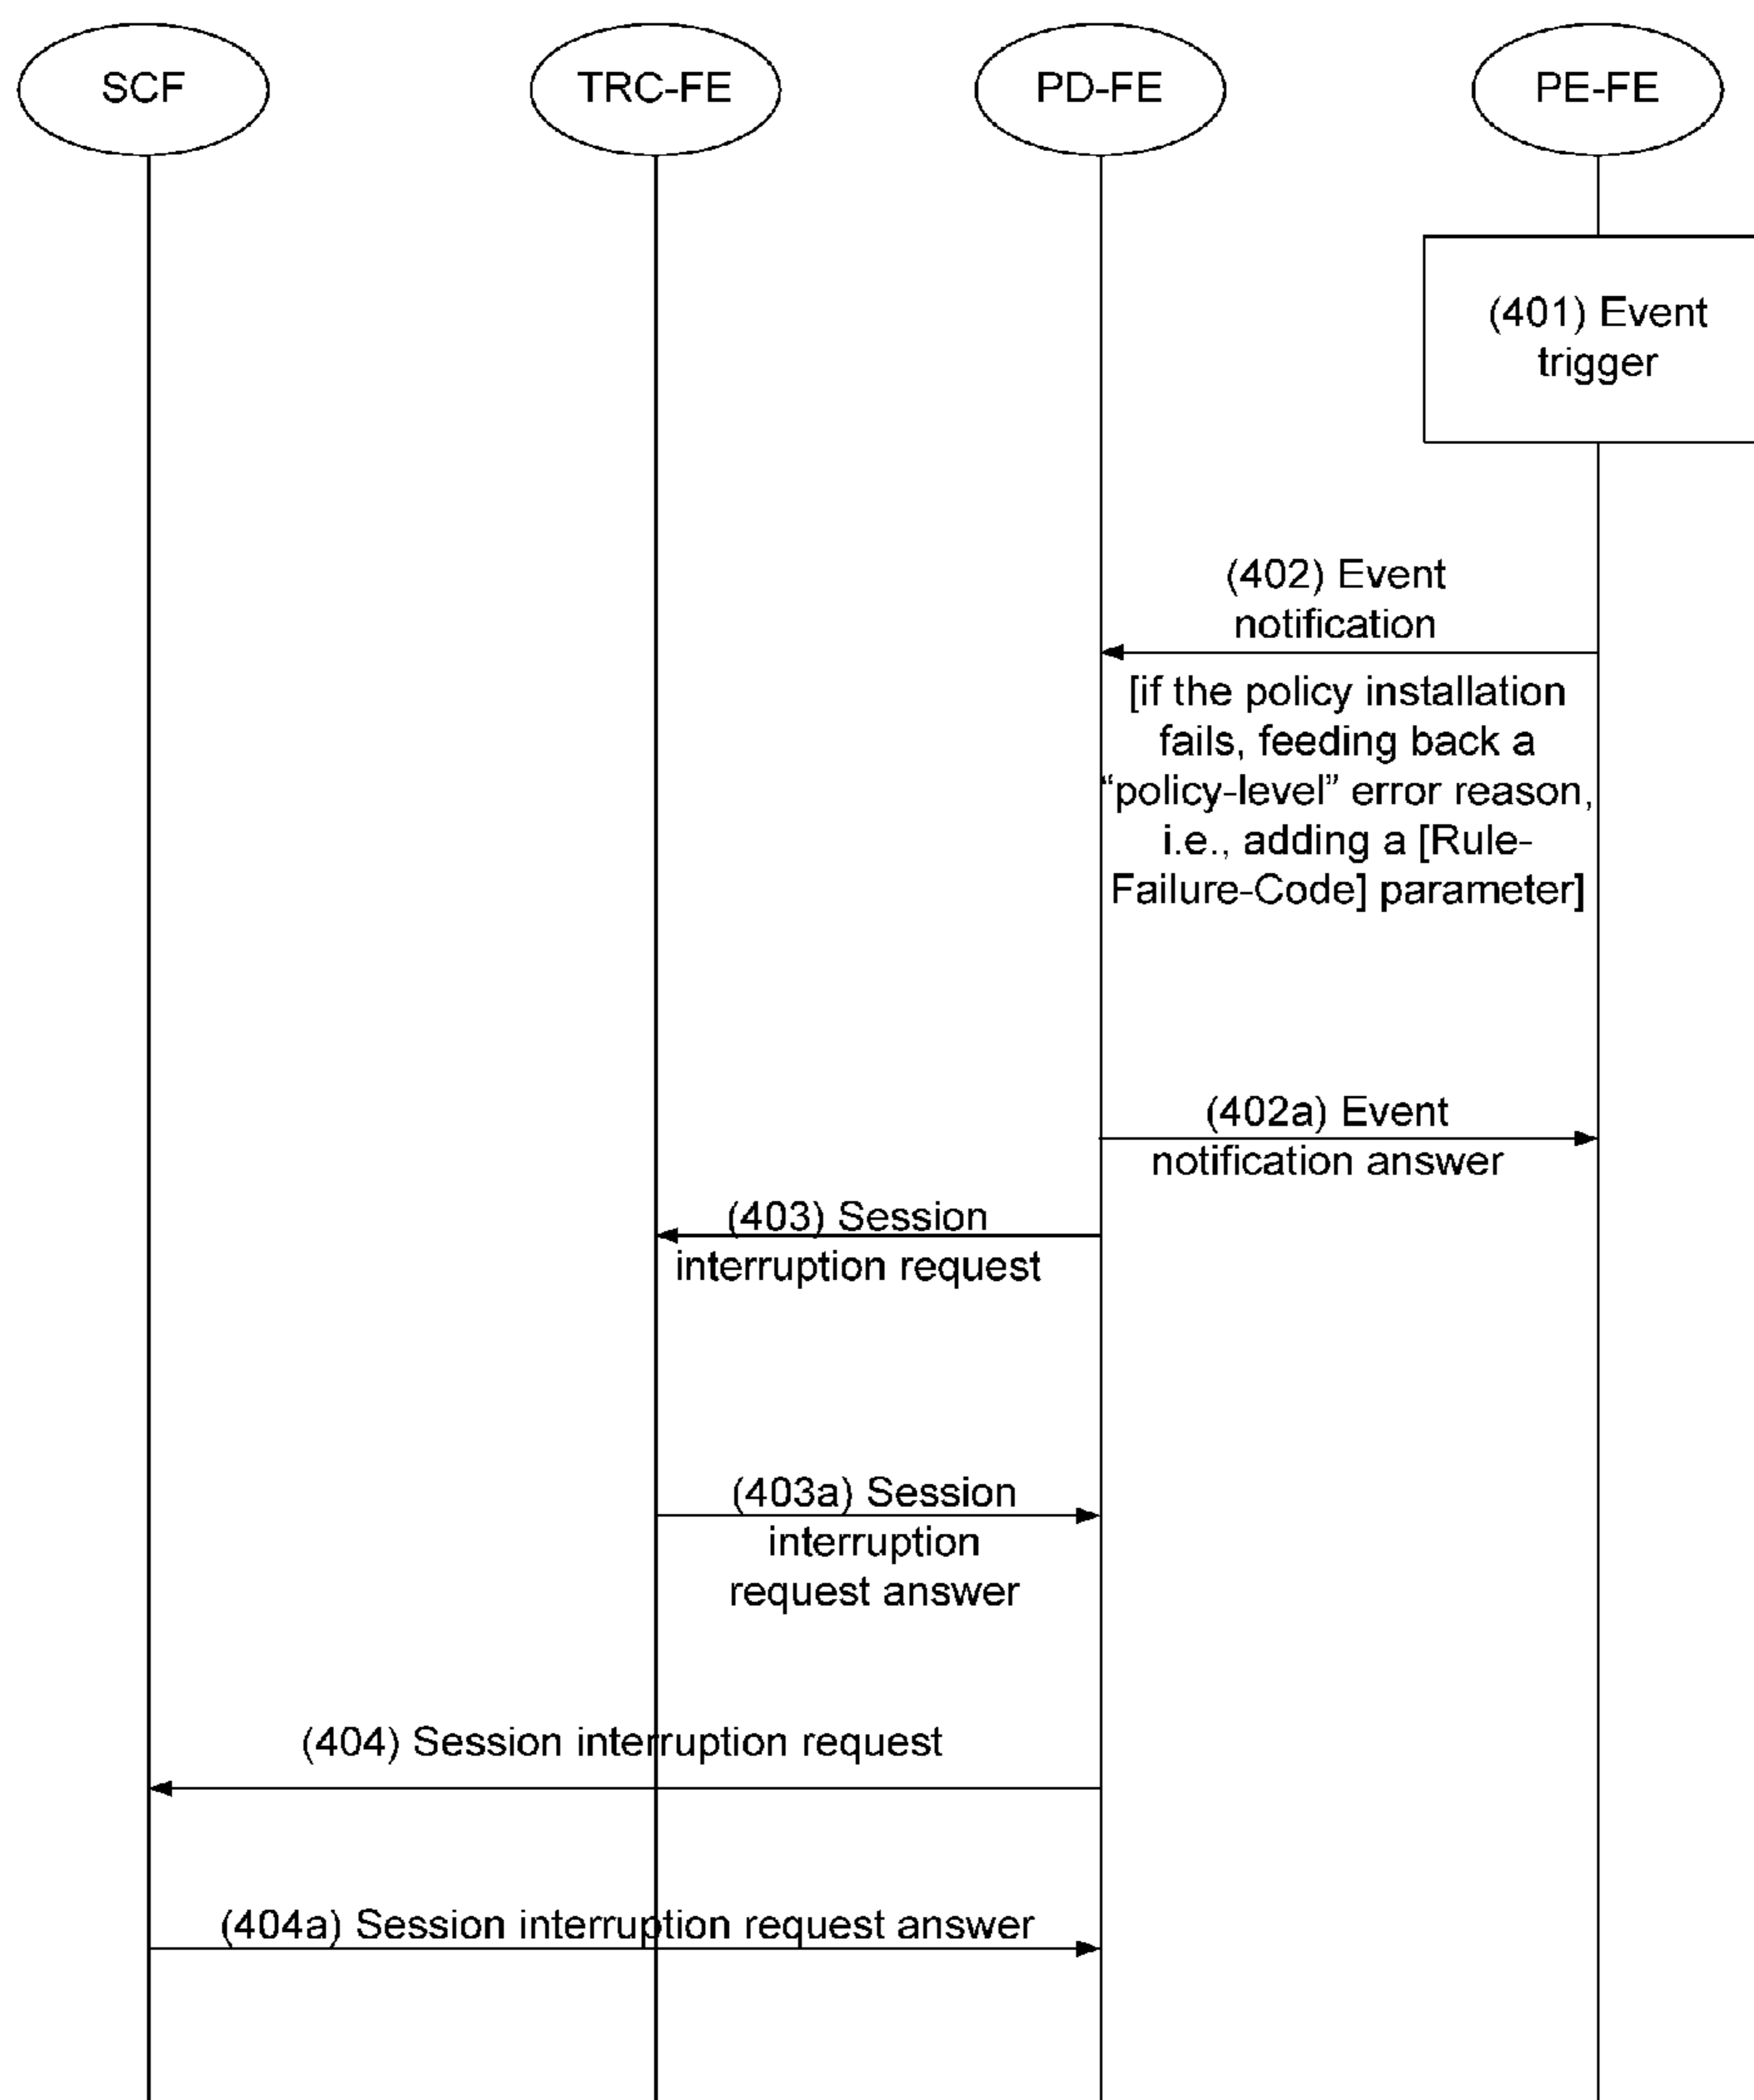 SCF
TRC-FE
PD-FE
PE-FE
(401) Event
trigger
(402) Event
notification
[if the policy installation
fails, feeding back a
“policy-level” error reason,
i.e., adding a [Rule-
Failure-Code] parameter]
(402a) Event
notification answer
(403) Session
interruption request
(403a) Session
interruption
request answer
(404) Session interruption request
(404a) Session interruption request answer